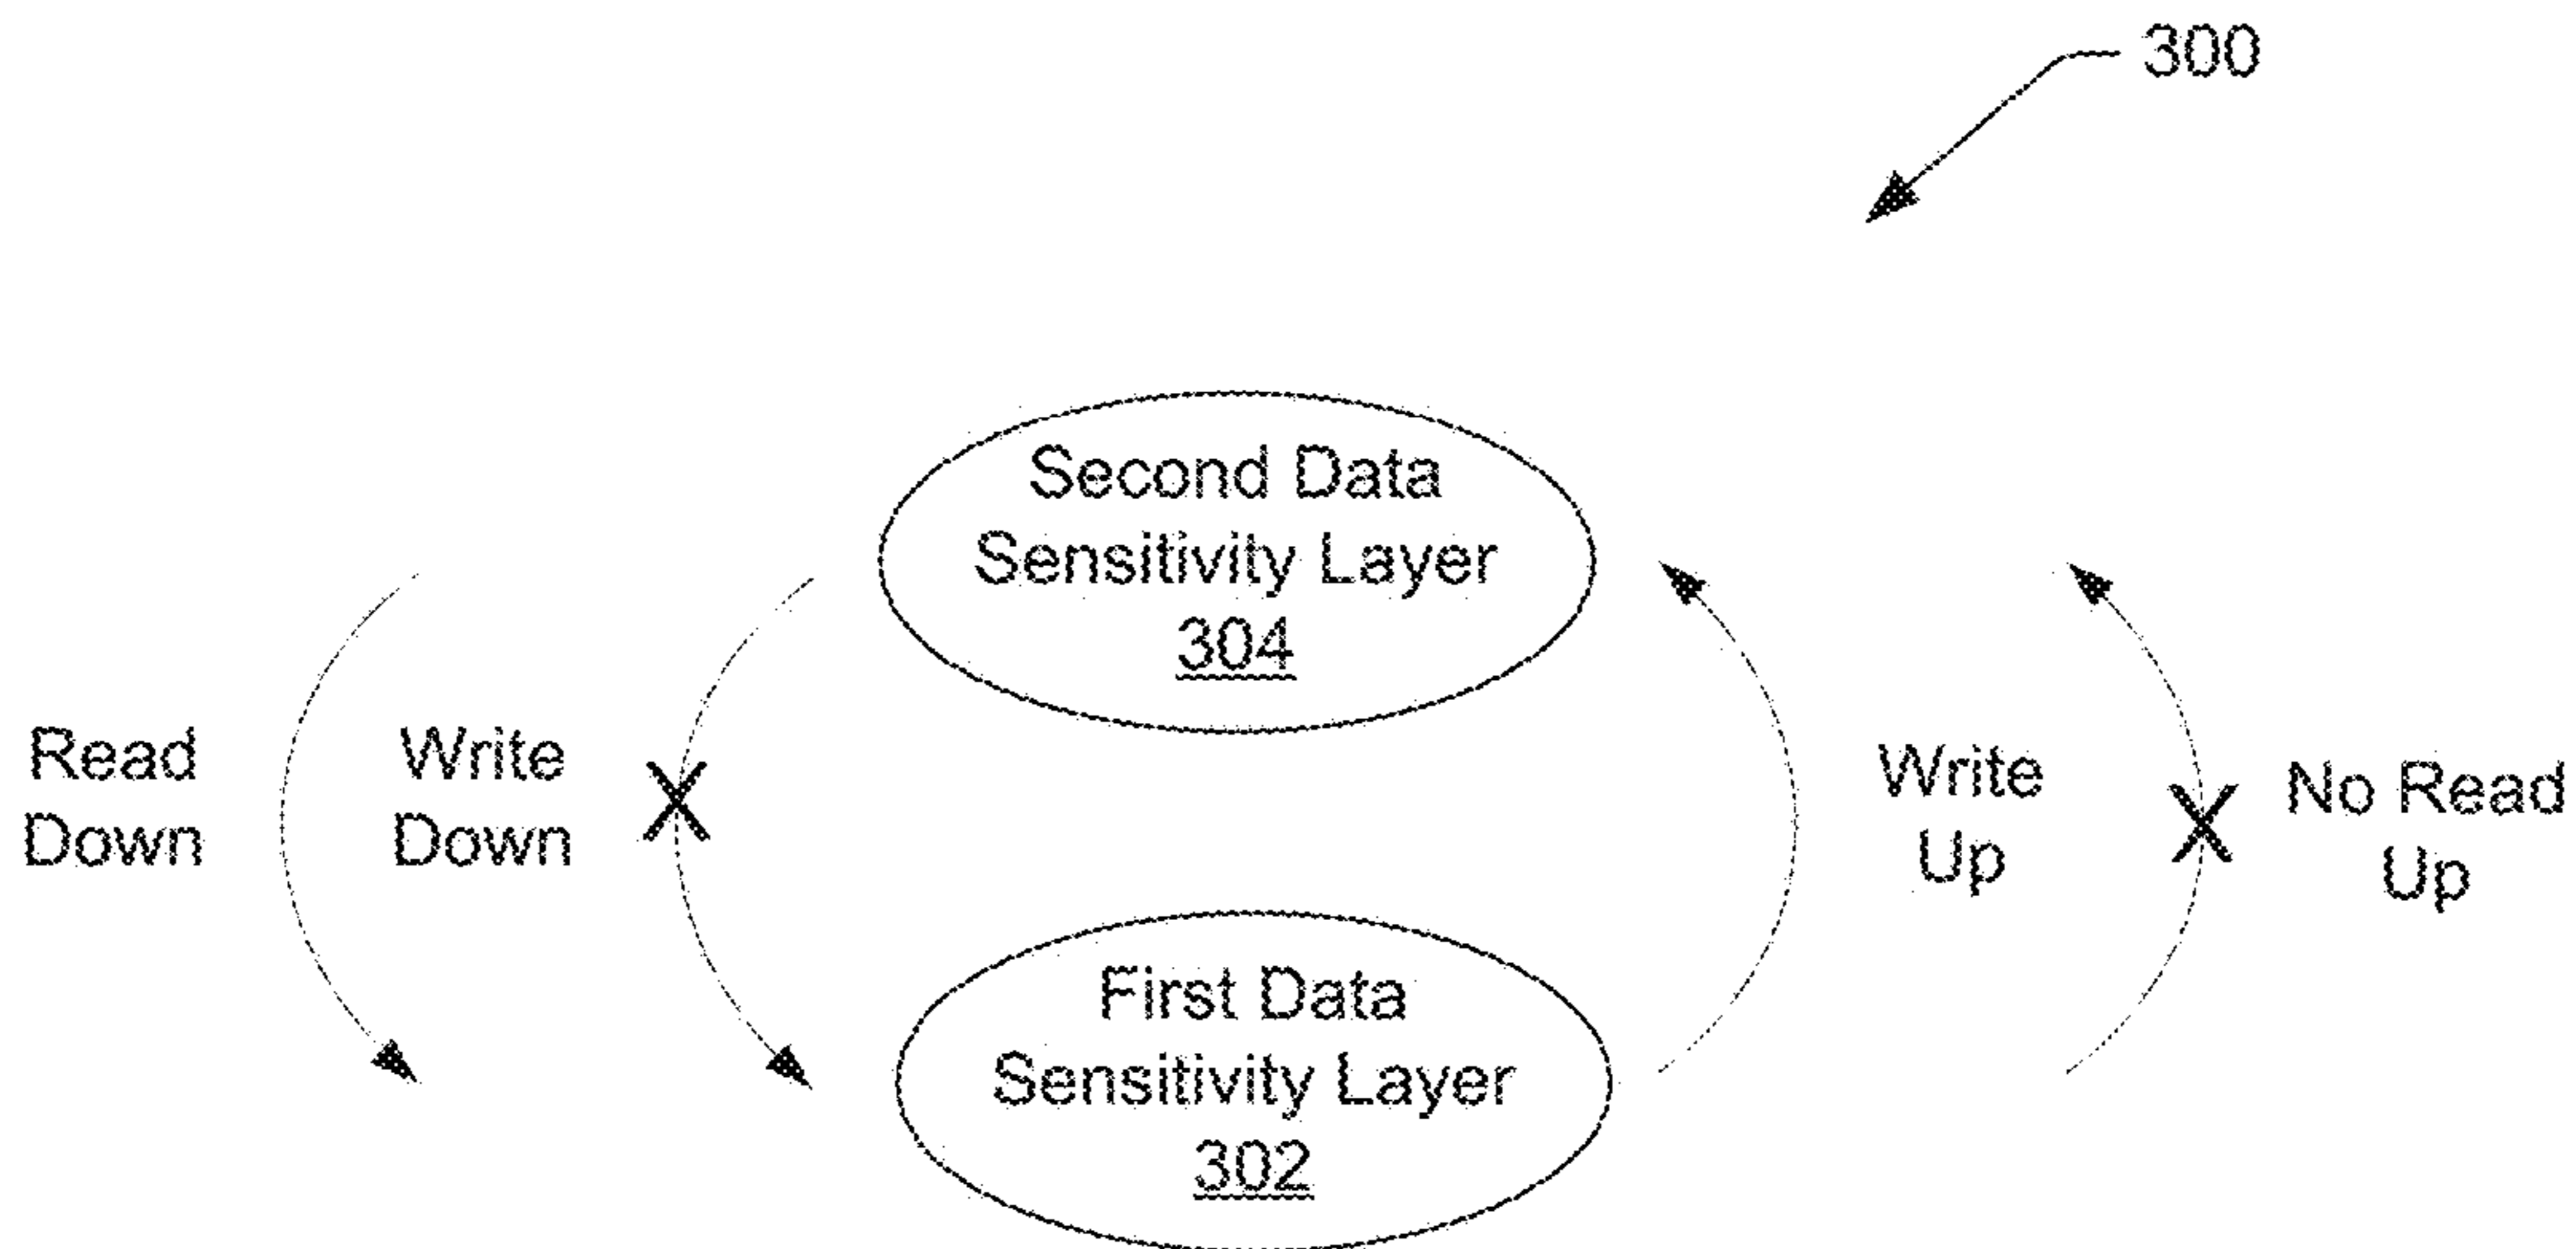 300
Second Data
Sensitivity Layer
304
Read
Down
Write
Down
Write
Up
No Read
Up
First Data
Sensitivity Layer
302